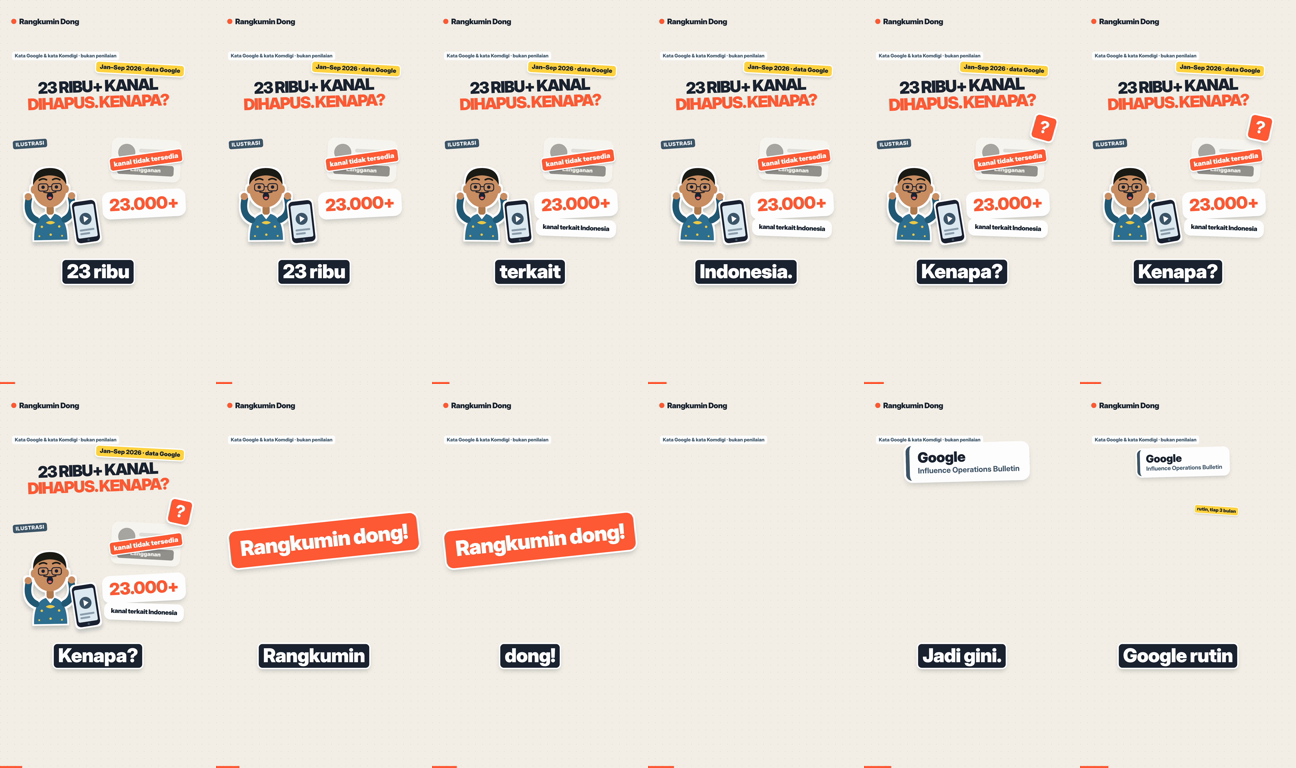 Rangkumin Dong
Kata Google & kata Komdigi · bukan penilaian
Jan–Sep 2026 · data Google
23 RIBU+ KANAL
DIHAPUS. KENAPA?
ILUSTRASI
kanal tidak tersedia
23.000+
23 ribu
Rangkumin Dong
Kata Google & kata Komdigi · bukan penilaian
Jan–Sep 2026 · data Google
23 RIBU+ KANAL
DIHAPUS. KENAPA?
ILUSTRASI
kanal tidak tersedia
23.000+
23 ribu
Rangkumin Dong
Kata Google & kata Komdigi · bukan penilaian
Jan–Sep 2026 · data Google
23 RIBU+ KANAL
DIHAPUS. KENAPA?
ILUSTRASI
kanal tidak tersedia
23.000+
kanal terkait Indonesia
terkait
Rangkumin Dong
Kata Google & kata Komdigi · bukan penilaian
Jan–Sep 2026 · data Google
23 RIBU+ KANAL
DIHAPUS. KENAPA?
ILUSTRASI
kanal tidak tersedia
23.000+
kanal terkait Indonesia
Indonesia.
Rangkumin Dong
Kata Google & kata Komdigi · bukan penilaian
Jan–Sep 2026 · data Google
23 RIBU+ KANAL
DIHAPUS. KENAPA?
?
ILUSTRASI
kanal tidak tersedia
23.000+
kanal terkait Indonesia
Kenapa?
Rangkumin Dong
Kata Google & kata Komdigi · bukan penilaian
Jan–Sep 2026 · data Google
23 RIBU+ KANAL
DIHAPUS. KENAPA?
?
ILUSTRASI
kanal tidak tersedia
23.000+
kanal terkait Indonesia
Kenapa?
Rangkumin Dong
Kata Google & kata Komdigi · bukan penilaian
Jan–Sep 2026 · data Google
23 RIBU+ KANAL
DIHAPUS. KENAPA?
?
ILUSTRASI
kanal tidak tersedia
23.000+
kanal terkait Indonesia
Kenapa?
Rangkumin Dong
Kata Google & kata Komdigi · bukan penilaian
Rangkumin dong!
Rangkumin
Rangkumin Dong
Kata Google & kata Komdigi · bukan penilaian
Rangkumin dong!
dong!
Rangkumin Dong
Kata Google & kata Komdigi · bukan penilaian
Rangkumin Dong
Kata Google & kata Komdigi · bukan penilaian
Google
Influence Operations Bulletin
Jadi gini.
Rangkumin Dong
Kata Google & kata Komdigi · bukan penilaian
Google
Influence Operations Bulletin
rutin, tiap 3 bulan
Google rutin